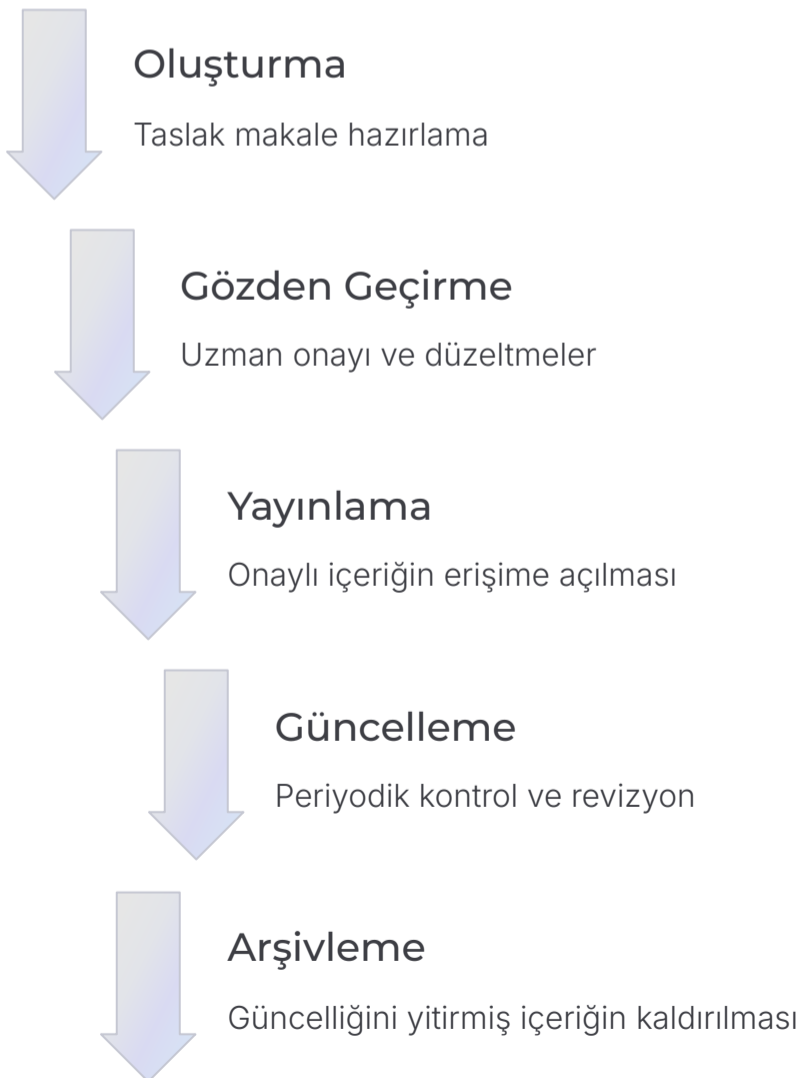 Oluşturma
Taslak makale hazırlama
Gözden Geçirme
Uzman onayı ve düzeltmeler
Yayınlama
Onaylı içeriğin erişime açılması
Güncelleme
Periyodik kontrol ve revizyon
Arşivleme
Güncelliğini yitirmiş içeriğin kaldırılması